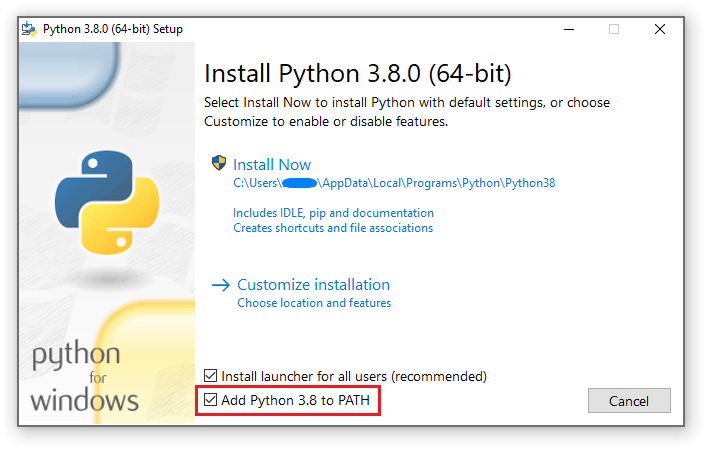 Python 3.8.0 (64-bit) Setup
Install Python 3.8.0 (64-bit)
Select Install Now to install Python with default settings, or choose
Customize to enable or disable features.
Install Now
C:\Users\ \AppData\Local\Programs\Python\Python38
Includes IDLE, pip and documentation
Creates shortcuts and file associations
Customize installation
Choose location and features
python
for
windows
Install launcher for all users (recommended)
Add Python 3.8 to PATH
Cancel